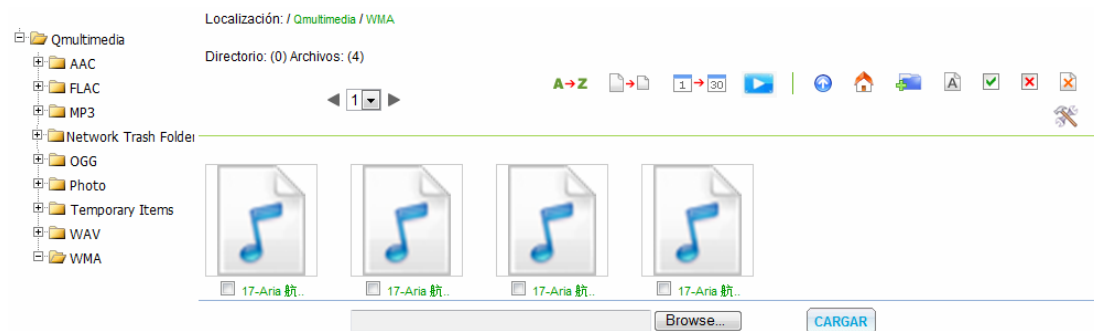 Localización: / Qmultimedia / WMA
Qmultimedia
AAC
FLAC
MP3
Network Trash Folder
OGG
Photo
Temporary Items
WAV
WMA
Directorio: (0) Archivos: (4)
1
A→Z
1→30
A
17-Aria 航..
17-Aria 航..
17-Aria 航..
17-Aria 航..
Browse...
CARGAR